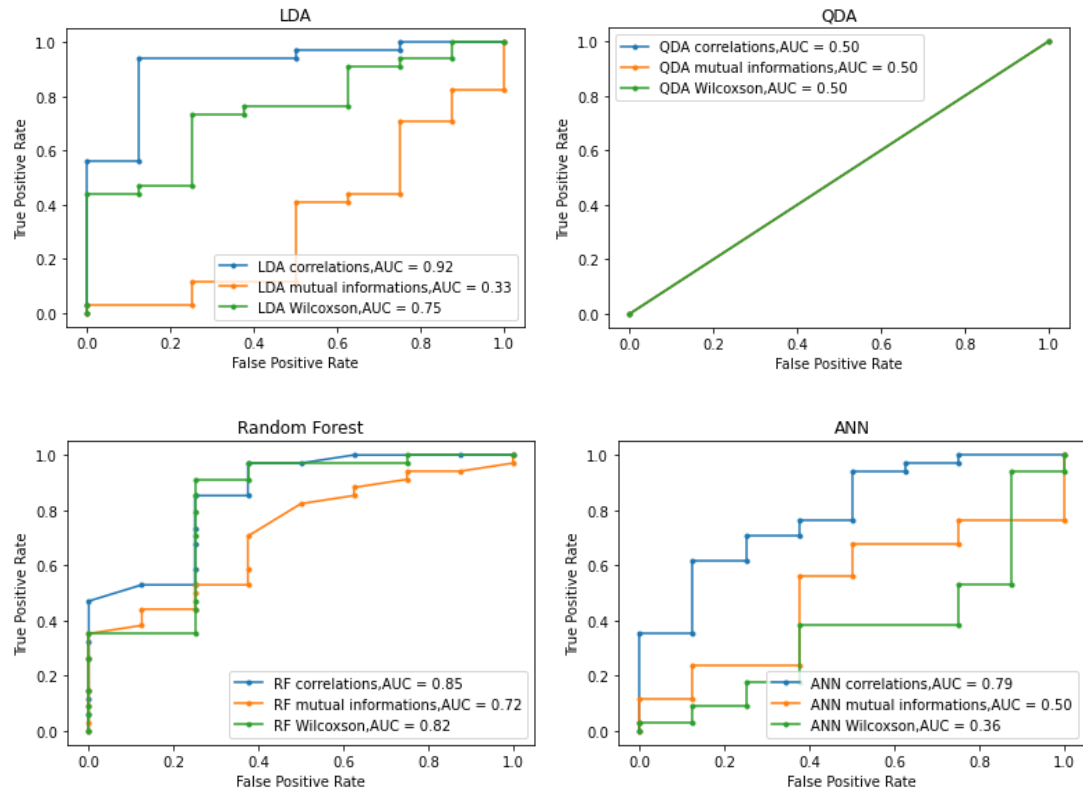 LDA
1.0
0.8
0.6
0.4
0.2
0.0
True Positive Rate
LDA correlations,AUC = 0.92
LDA mutual informations,AUC = 0.33
LDA Wilcoxson,AUC = 0.75
0.0 0.2 0.4 0.6 0.8 1.0
False Positive Rate
QDA
1.0
0.8
0.6
0.4
0.2
0.0
True Positive Rate
QDA correlations,AUC = 0.50
QDA mutual informations,AUC = 0.50
QDA Wilcoxson,AUC = 0.50
0.0 0.2 0.4 0.6 0.8 1.0
False Positive Rate
Random Forest
1.0
0.8
0.6
0.4
0.2
0.0
True Positive Rate
RF correlations,AUC = 0.85
RF mutual informations,AUC = 0.72
RF Wilcoxson,AUC = 0.82
0.0 0.2 0.4 0.6 0.8 1.0
False Positive Rate
ANN
1.0
0.8
0.6
0.4
0.2
0.0
True Positive Rate
ANN correlations,AUC = 0.79
ANN mutual informations,AUC = 0.50
ANN Wilcoxson,AUC = 0.36
0.0 0.2 0.4 0.6 0.8 1.0
False Positive Rate